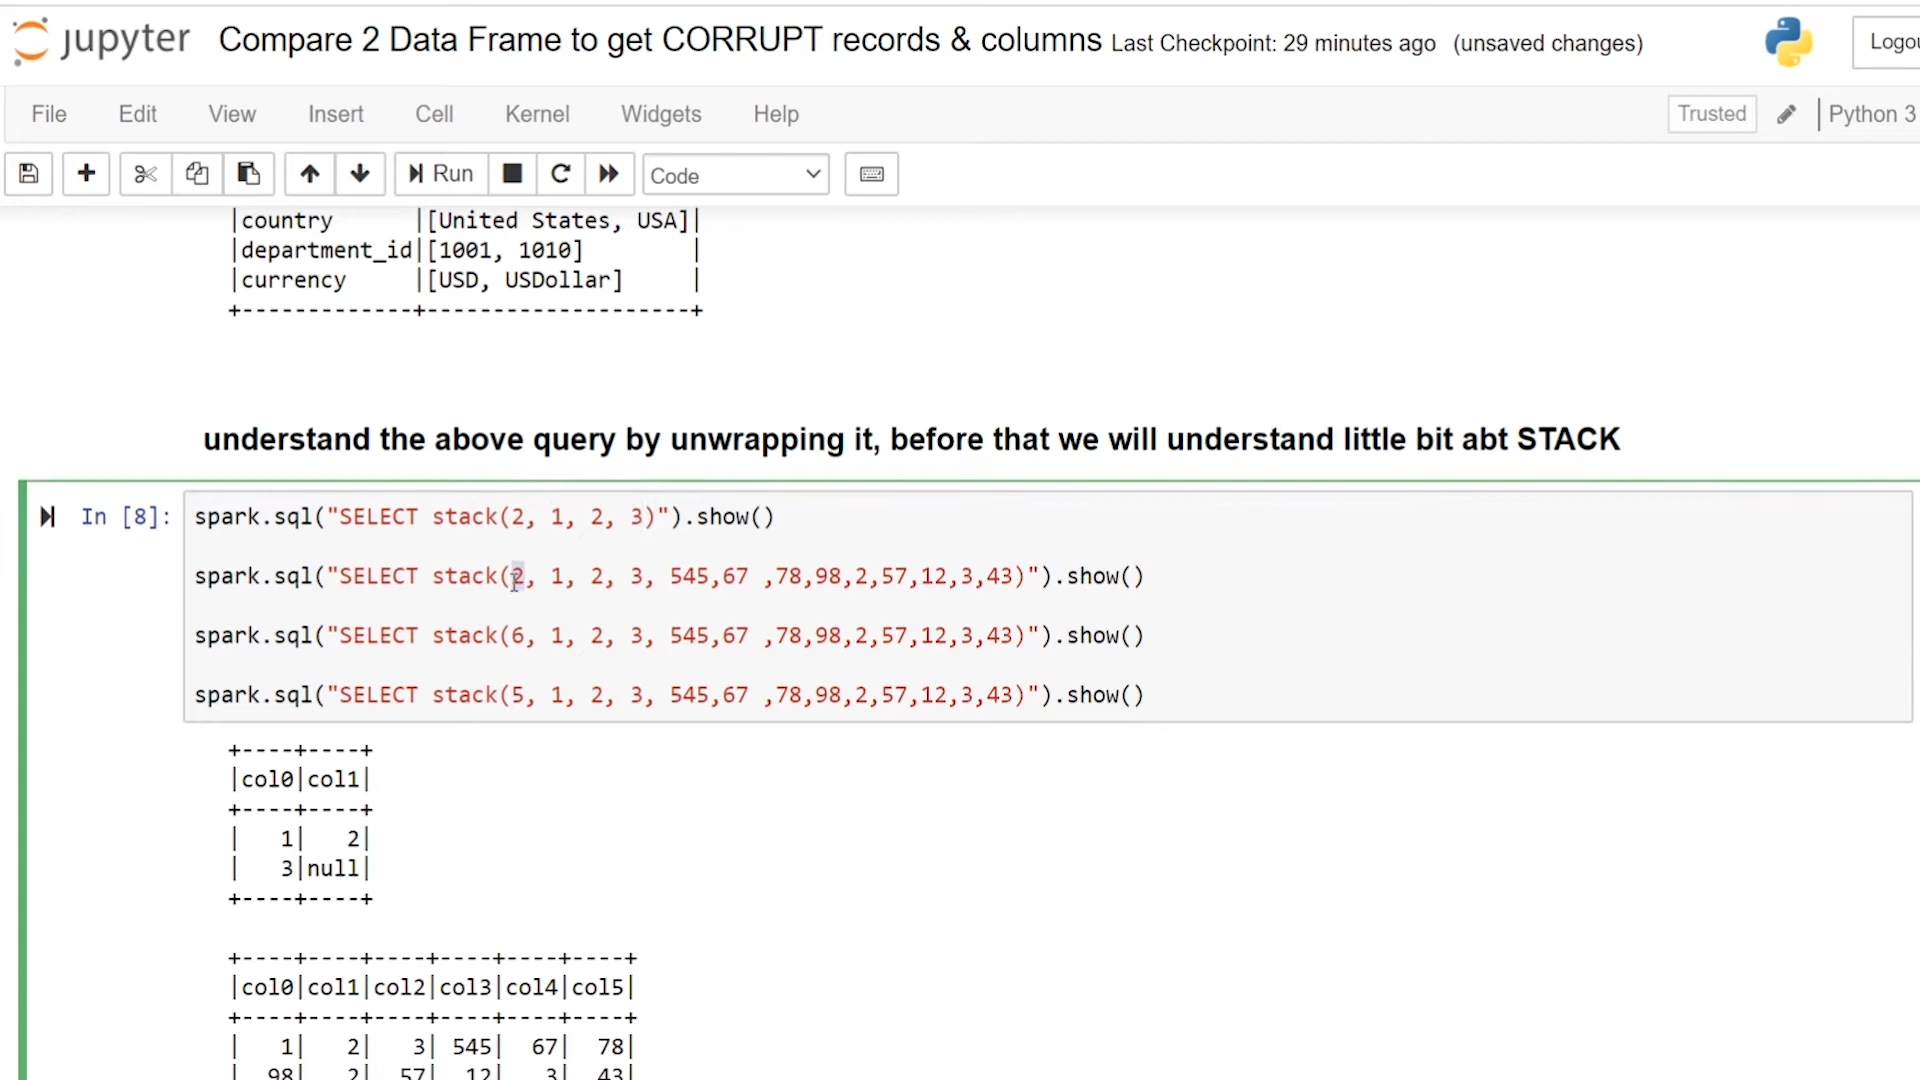 jupyter Compare 2 Data Frame to get CORRUPT records & columns Last Checkpoint: 29 minutes ago (unsaved changes)
File Edit View Insert Cell Kernel Widgets Help Trusted Python 3
Run Code
|country |[United States, USA]|
|department_id|[1001, 1010] |
|currency |[USD, USDollar] |
+-------------+--------------------+
understand the above query by unwrapping it, before that we will understand little bit abt STACK
In [8]: spark.sql("SELECT stack(2, 1, 2, 3)").show()
spark.sql("SELECT stack(2, 1, 2, 3, 545,67 ,78,98,2,57,12,3,43)").show()
spark.sql("SELECT stack(6, 1, 2, 3, 545,67 ,78,98,2,57,12,3,43)").show()
spark.sql("SELECT stack(5, 1, 2, 3, 545,67 ,78,98,2,57,12,3,43)").show()
+----+----+
|col0|col1|
+----+----+
|   1|   2|
|   3|null|
+----+----+
+----+----+----+----+----+----+
|col0|col1|col2|col3|col4|col5|
+----+----+----+----+----+----+
|   1|   2|   3| 545|  67|  78|
|  98|   2|  57|  12|   3|  43|